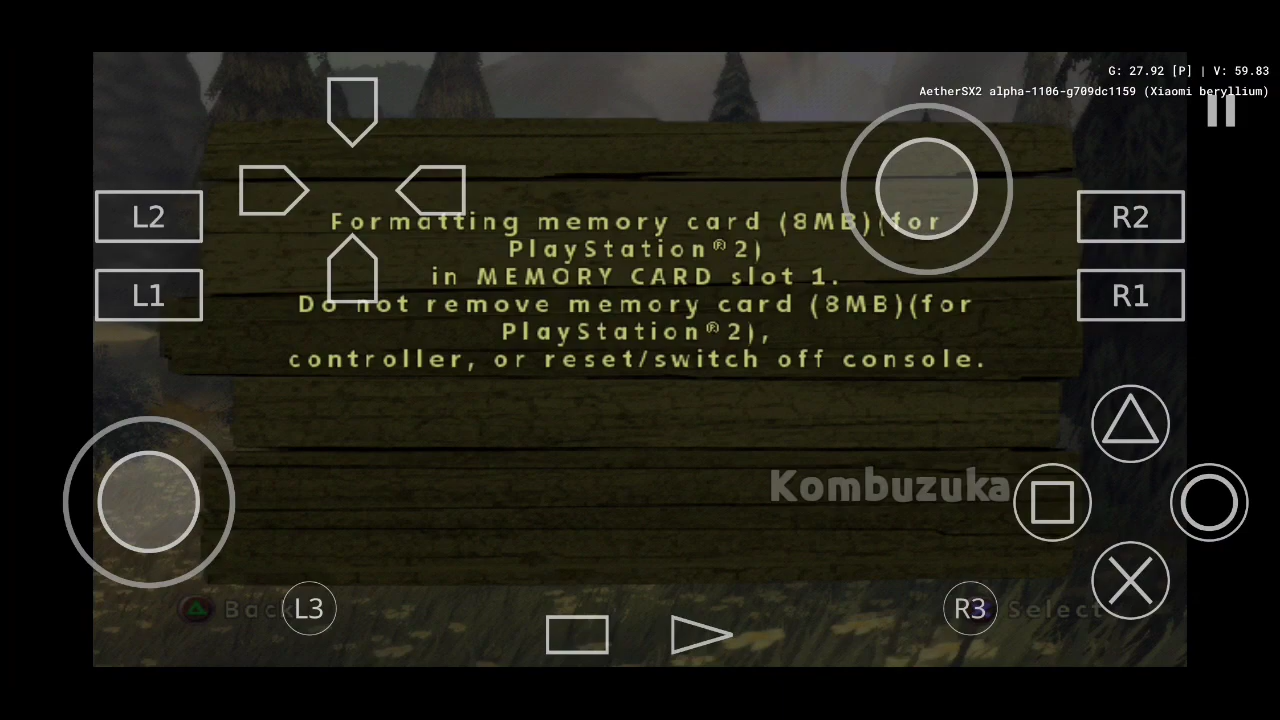 G: 27.92 [P] | V: 59.83
AetherSX2 alpha-1106-g709dc1159 (Xiaomi beryllium)
L2
R2
Formatting memory card (8MB)(for
PlayStation®2)
in MEMORY CARD slot 1.
L1
R1
Do not remove memory card (8MB)(for
PlayStation®2),
controller, or reset/switch off console.
Kombuzuka
Back
L3
R3
Select